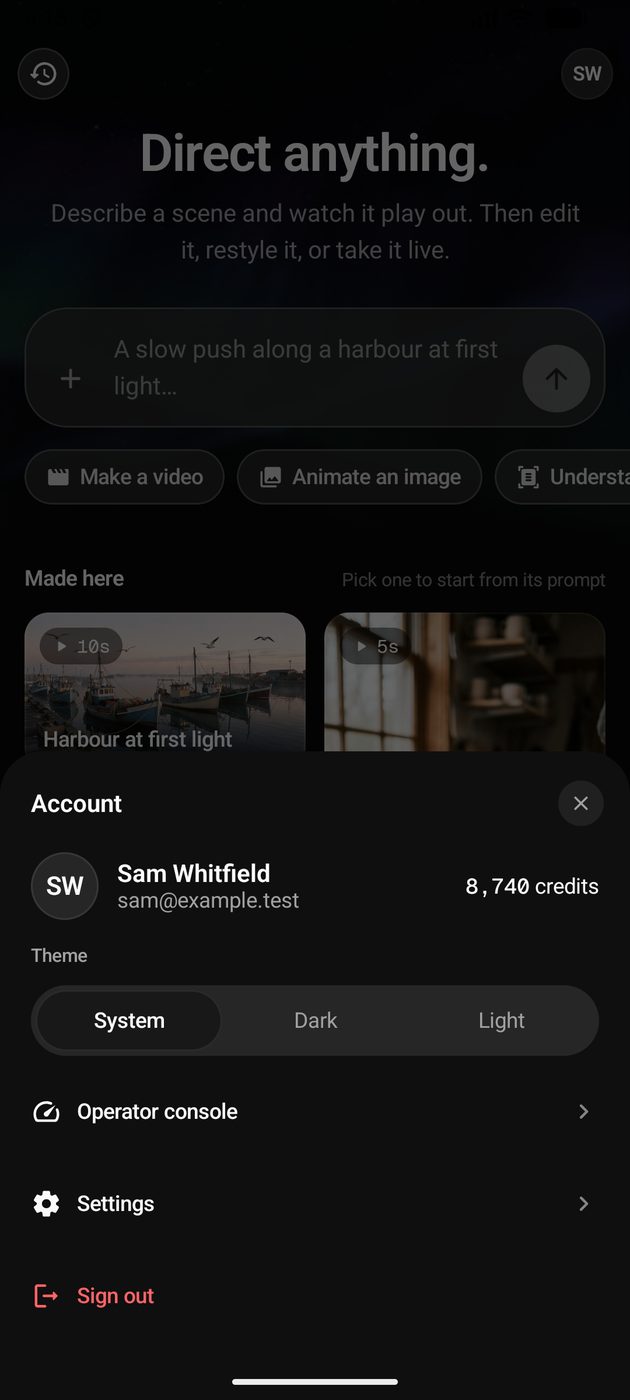 SW
Direct anything.
Describe a scene and watch it play out. Then edit
it, restyle it, or take it live.
A slow push along a harbour at first
light…
Make a video
Animate an image
Made here
Pick one to start from its prompt
10s
5s
Harbour at first light
Account
SW
Sam Whitfield
sam@example.test
8,740 credits
Theme
System
Dark
Light
Operator console
Settings
Sign out